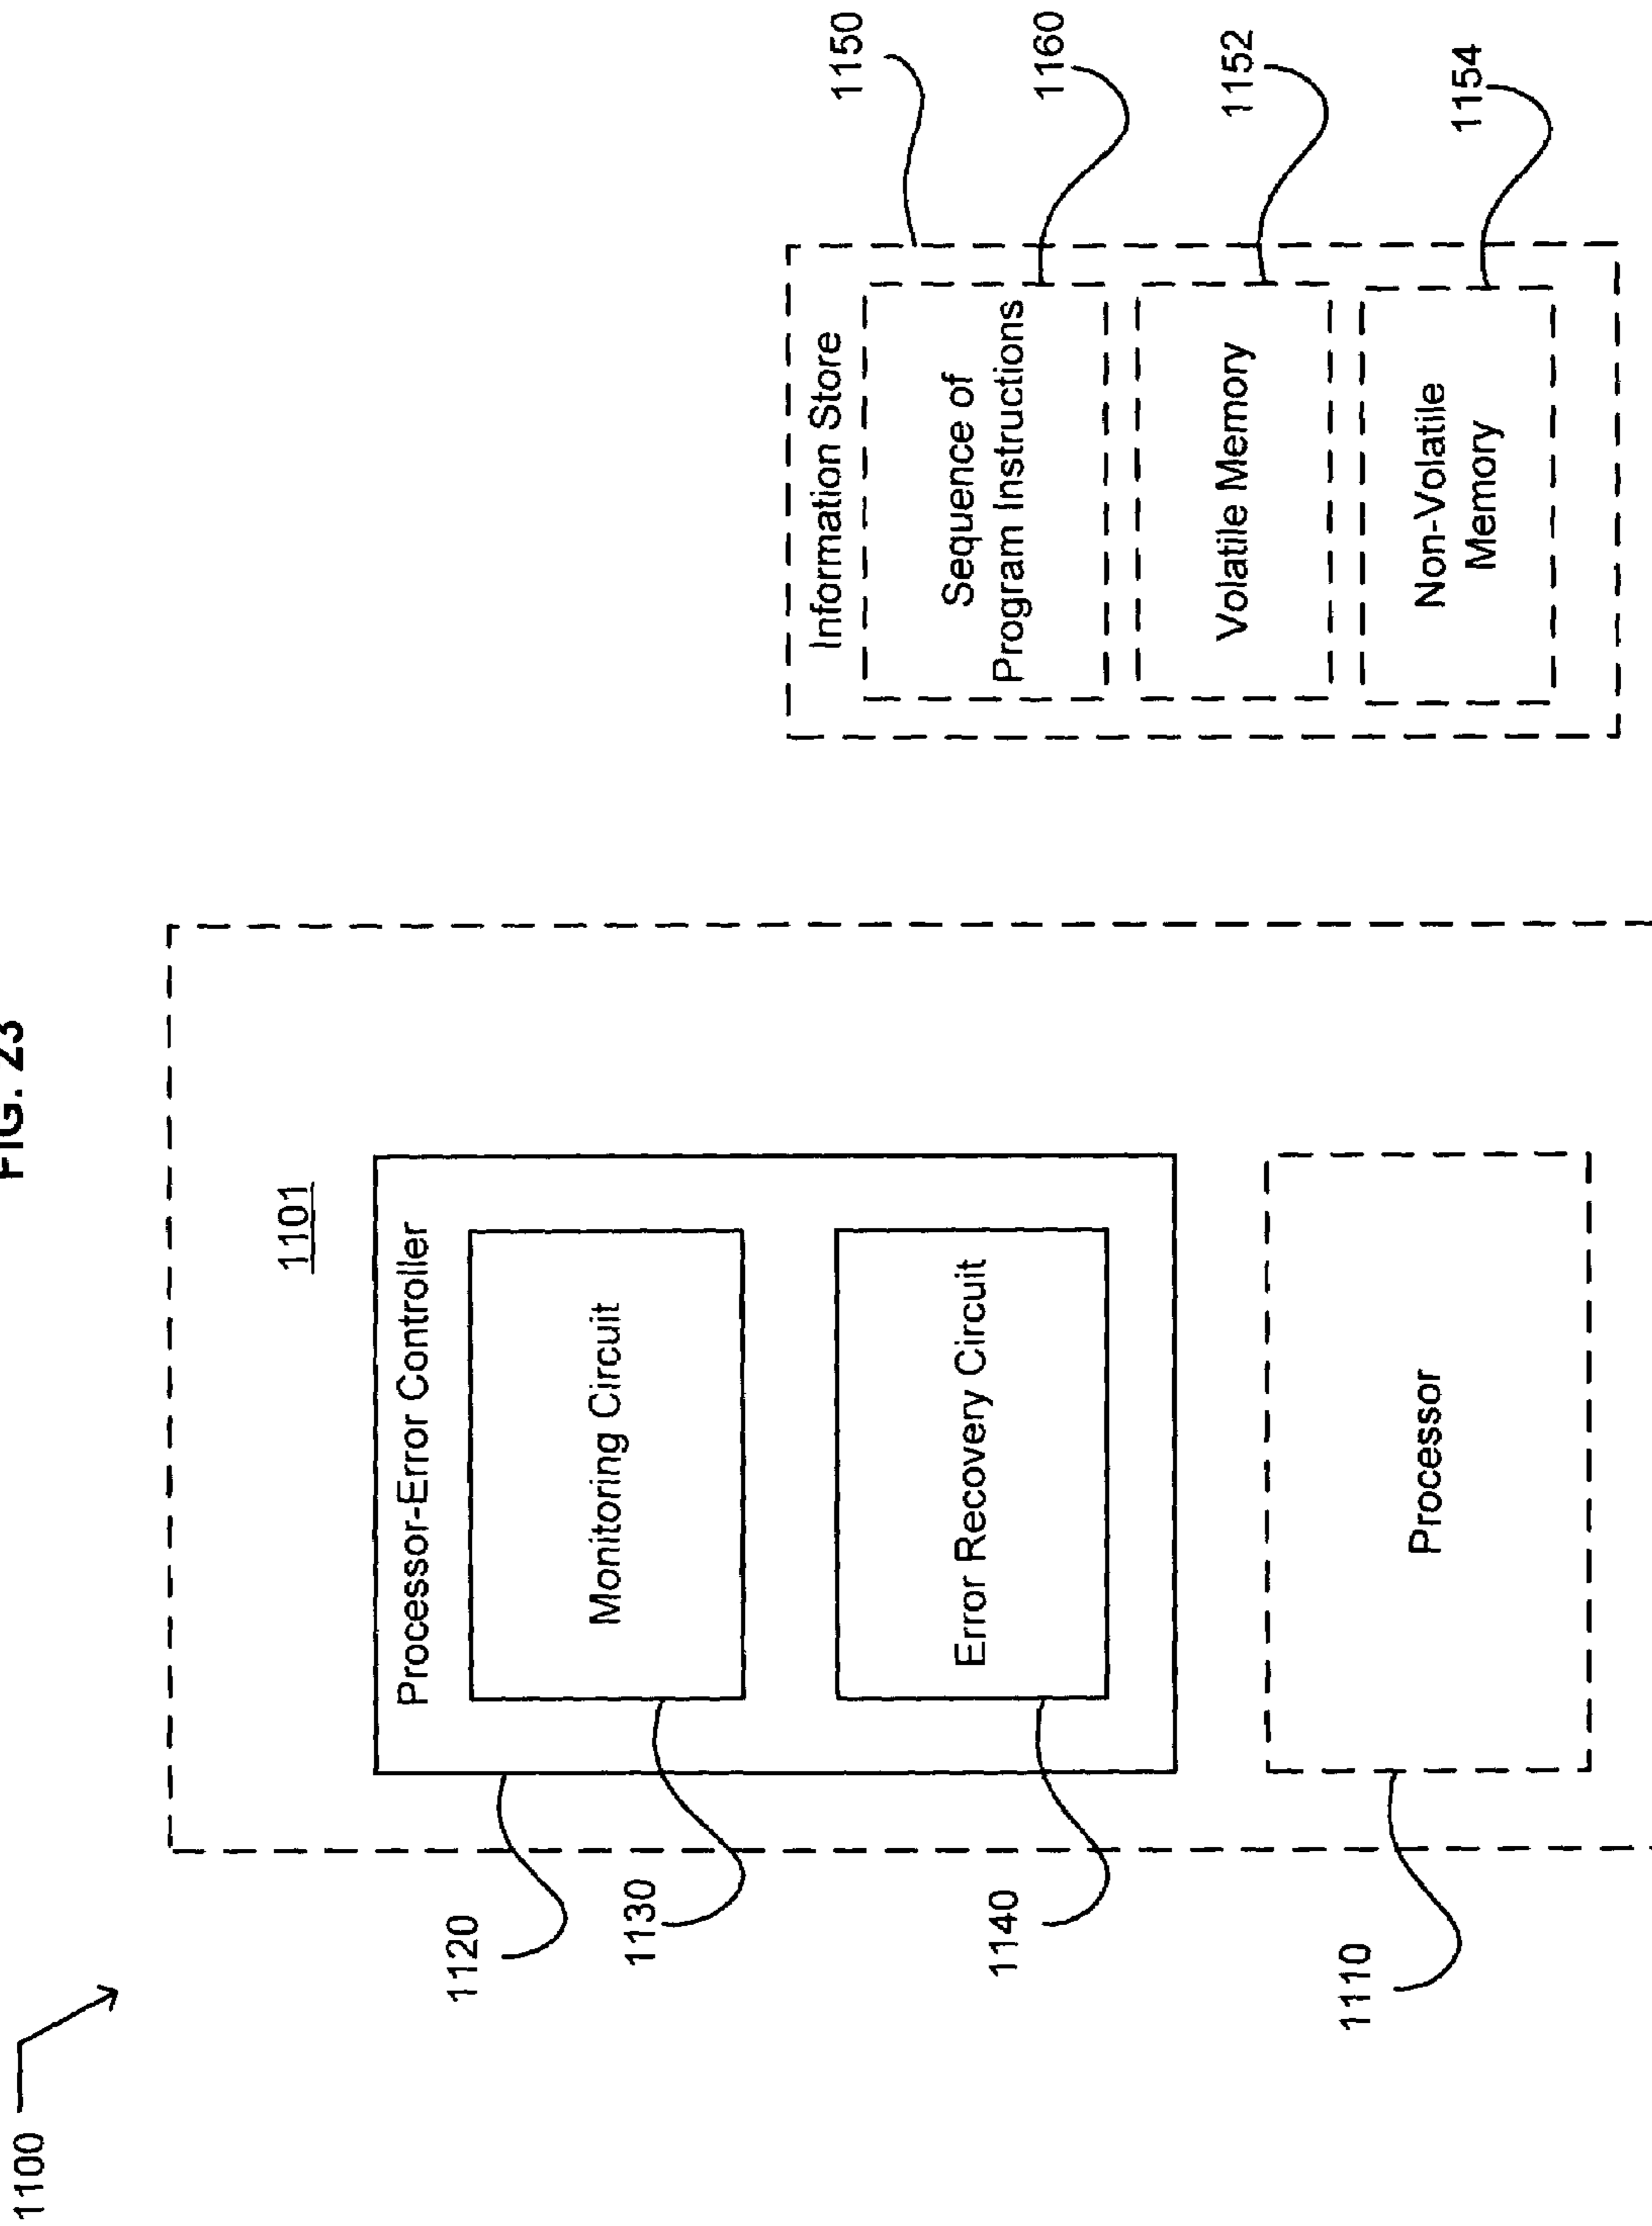 FIG. 23
1100
1101
1120
Processor-Error Controller
1130
Monitoring Circuit
1140
Error Recovery Circuit
1110
Processor
1150
Information Store
1160
Sequence of
Program Instructions
1152
Volatile Memory
1154
Non-Volatile
Memory